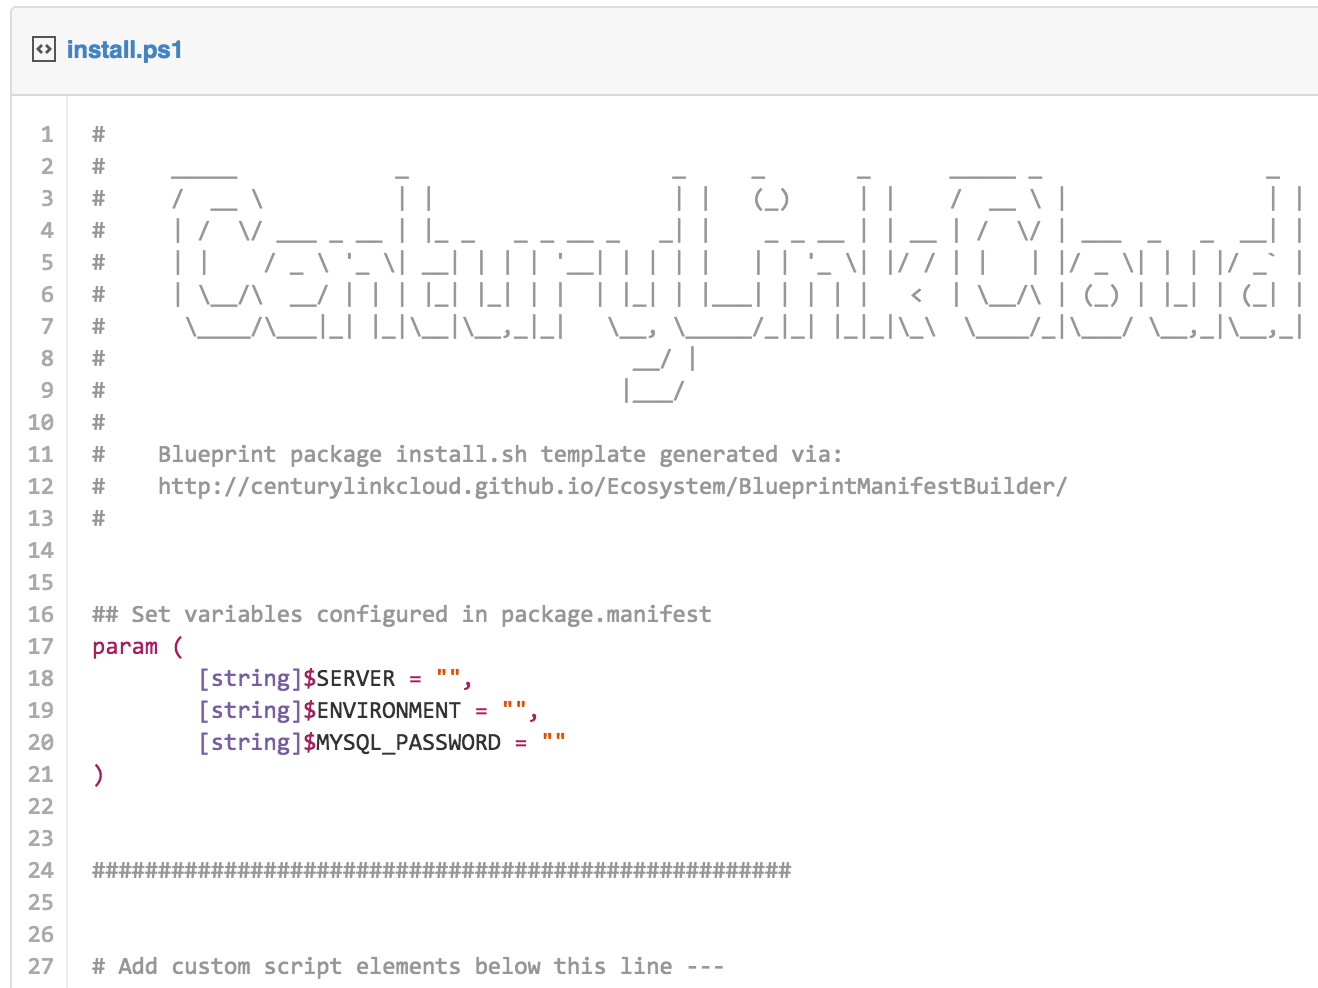 install.ps1
1 #
2 #      _____            _                    _     _       _      _____ _                 _
3 #     /  __ \          | |                  | |   (_)     | |    /  __ \ |               | |
4 #     | /  \/ ___ _ __ | |_ _   _ _ __ _   _| |    _ _ __ | | __ | /  \/ | ___  _   _  __| |
5 #     | |    / _ \ '_ \| __| | | | '__| | | | |   | | '_ \| |/ / | |   | |/ _ \| | | |/ _` |
6 #     | \__/\  __/ | | | |_| |_| | |  | |_| | |___| | | | |   <  | \__/\ | (_) | |_| | (_| |
7 #      \____/\___|_| |_|\__|\__,_|_|   \__, \_____/_|_| |_|_|\_\  \____/_|\___/ \__,_|\__,_|
8 #                                       __/ |
9 #                                      |___/
10 #
11 #    Blueprint package install.sh template generated via:
12 #    http://centurylinkcloud.github.io/Ecosystem/BlueprintManifestBuilder/
13 #
14
15
16 ## Set variables configured in package.manifest
17 param (
18         [string]$SERVER = "",
19         [string]$ENVIRONMENT = "",
20         [string]$MYSQL_PASSWORD = ""
21 )
22
23
24 #####################################################
25
26
27 # Add custom script elements below this line ---